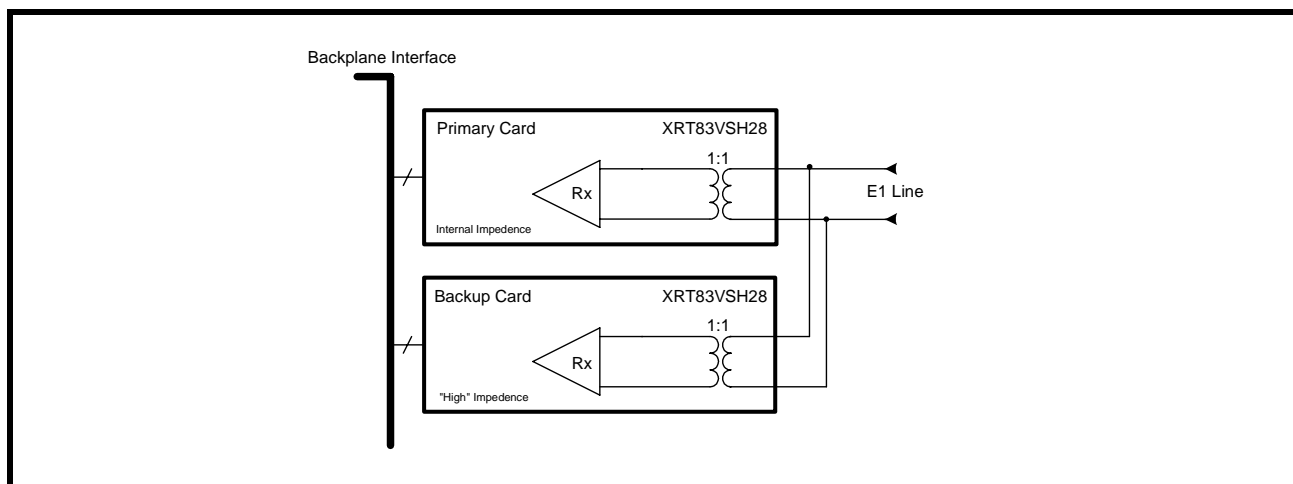 Backplane Interface
Primary Card XRT83VSH28
1:1
Rx
E1 Line
Internal Impedence
Backup Card XRT83VSH28
1:1
Rx
"High" Impedence